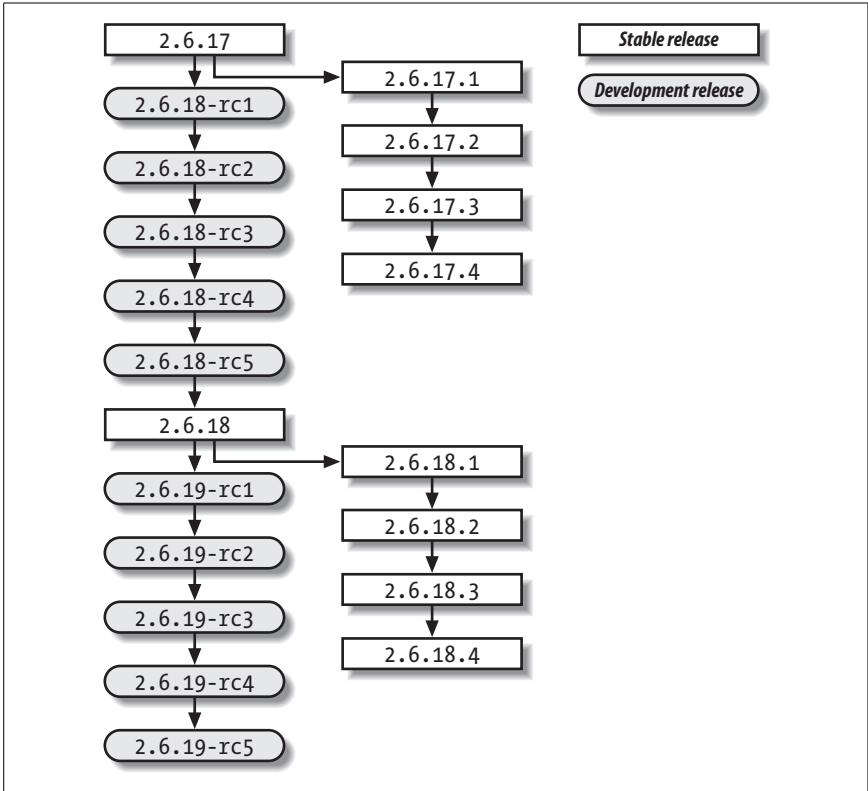 2.6.17
Stable release
2.6.17.1
Development release
2.6.18-rc1
2.6.17.2
2.6.18-rc2
2.6.17.3
2.6.18-rc3
2.6.17.4
2.6.18-rc4
2.6.18-rc5
2.6.18
2.6.18.1
2.6.19-rc1
2.6.18.2
2.6.19-rc2
2.6.18.3
2.6.19-rc3
2.6.18.4
2.6.19-rc4
2.6.19-rc5